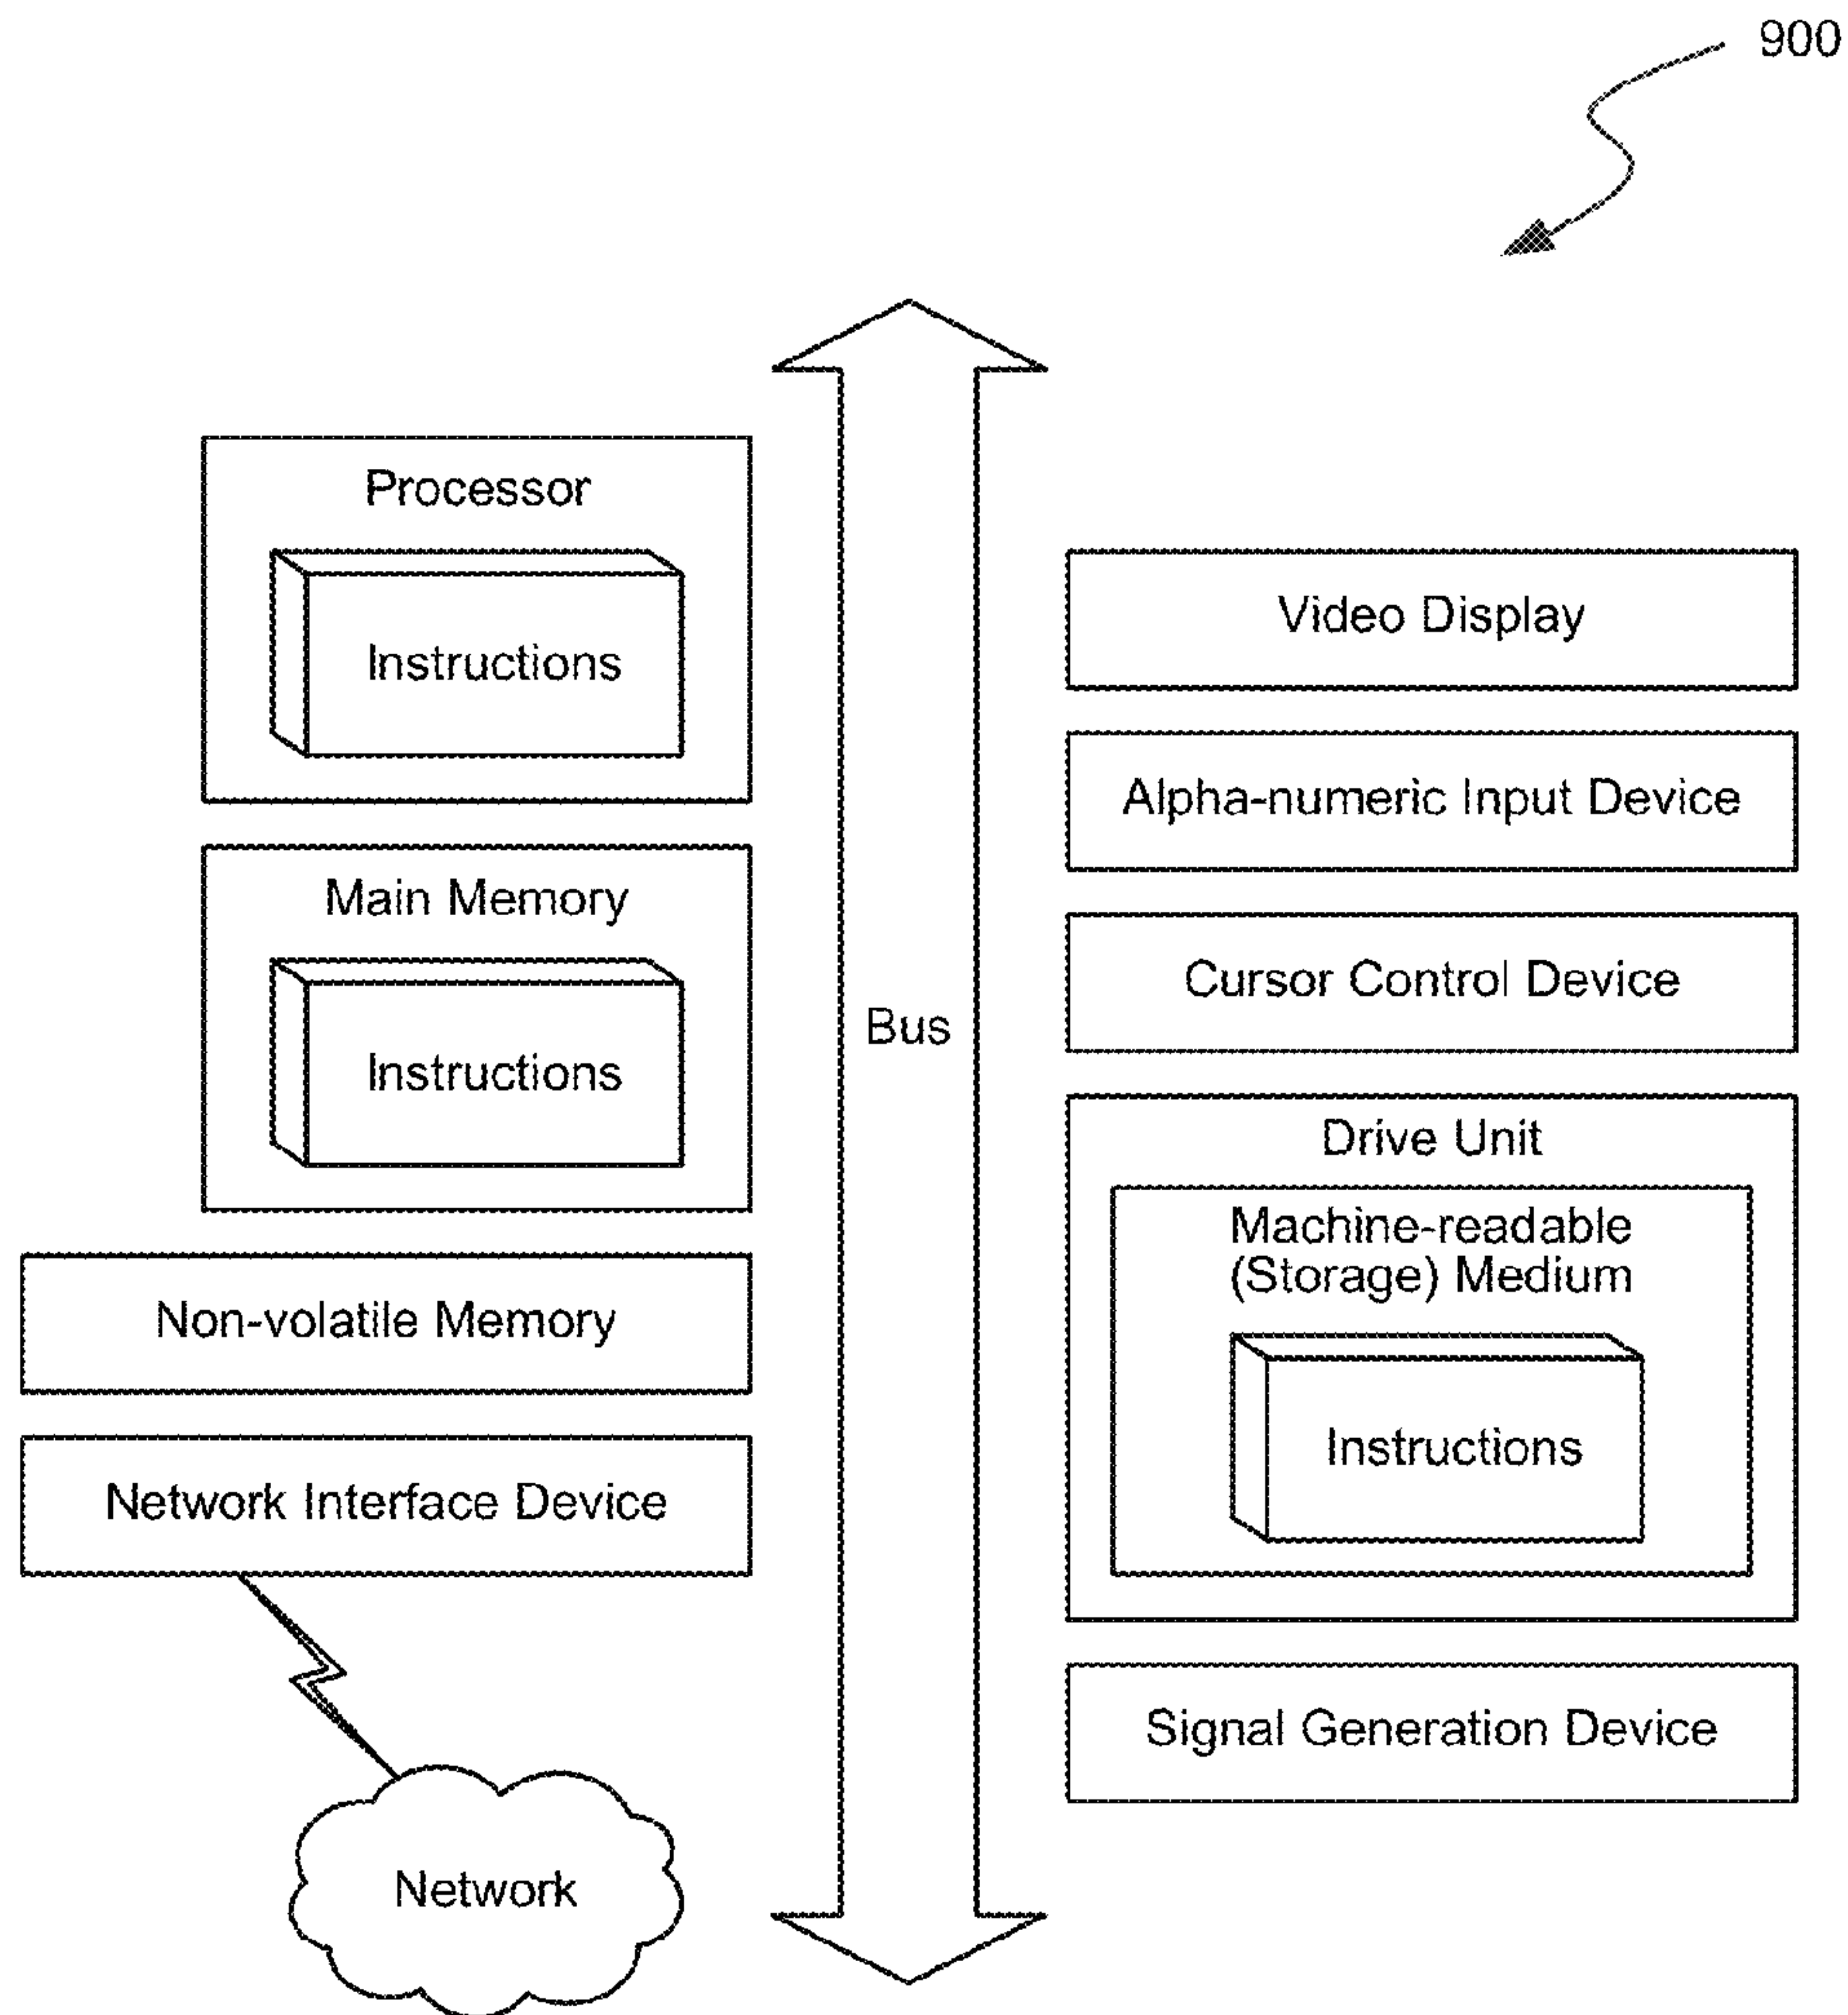 900
Processor
Instructions
Main Memory
Instructions
Non-volatile Memory
Network Interface Device
Network
Bus
Video Display
Alpha-numeric Input Device
Cursor Control Device
Drive Unit
Machine-readable
(Storage) Medium
Instructions
Signal Generation Device